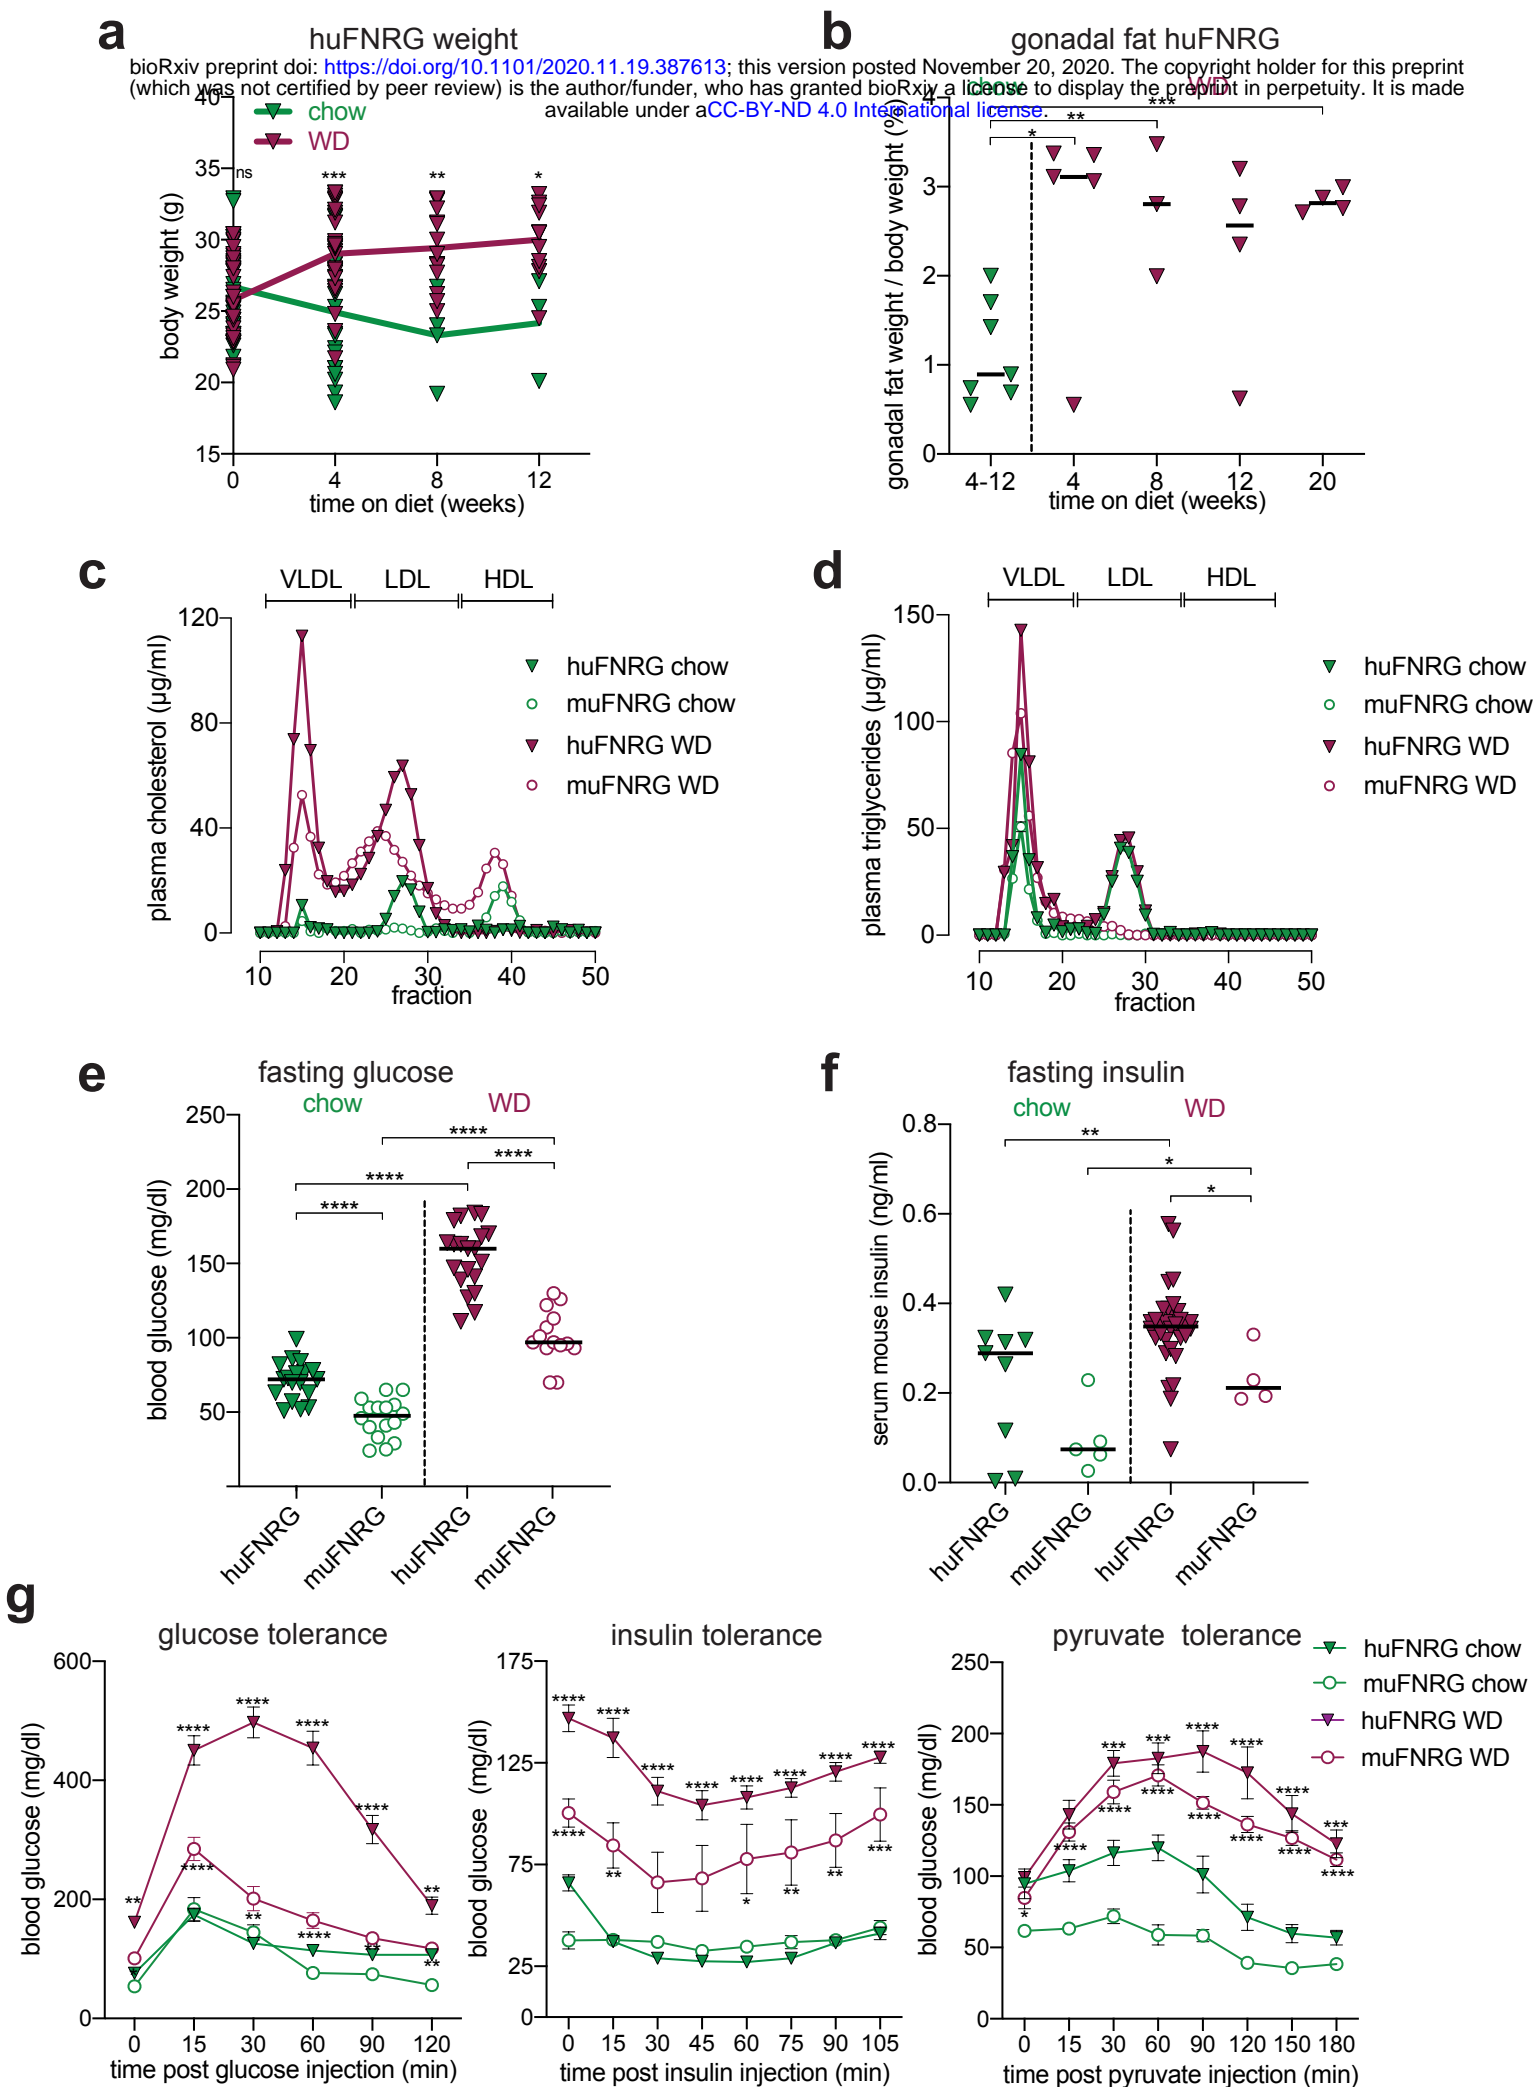 a
huFNRG weight
b
gonadal fat huFNRG
bioRxiv preprint doi: https://doi.org/10.1101/2020.11.19.387613; this version posted November 20, 2020. The copyright holder for this preprint
(which was not certified by peer review) is the author/funder, who has granted bioRxiv a license to display the preprint in perpetuity. It is made
available under aCC-BY-ND 4.0 International license.
chow
WD
40
35
30
25
20
15
body weight (g)
ns
***
**
*
0
4
8
12
time on diet (weeks)
chow
WD
4
3
2
1
0
gonadal fat weight / body weight (%)
***
**
*
4-12
4
8
12
20
time on diet (weeks)
c
VLDL
LDL
HDL
120
80
40
0
plasma cholesterol (µg/ml)
10
20
30
40
50
fraction
huFNRG chow
muFNRG chow
huFNRG WD
muFNRG WD
d
VLDL
LDL
HDL
150
100
50
0
plasma triglycerides (µg/ml)
10
20
30
40
50
fraction
huFNRG chow
muFNRG chow
huFNRG WD
muFNRG WD
e
fasting glucose
chow
WD
250
200
150
100
50
blood glucose (mg/dl)
****
****
****
****
huFNRG
muFNRG
huFNRG
muFNRG
f
fasting insulin
chow
WD
0.8
0.6
0.4
0.2
0.0
serum mouse insulin (ng/ml)
**
*
*
huFNRG
muFNRG
huFNRG
muFNRG
g
glucose tolerance
600
400
200
0
blood glucose (mg/dl)
**
****
****
****
****
**
****
**
****
**
**
0
15
30
60
90
120
time post glucose injection (min)
insulin tolerance
175
125
75
25
0
blood glucose (mg/dl)
****
****
****
****
****
****
****
****
****
**
*
**
**
***
0
15
30
45
60
75
90
105
time post insulin injection (min)
pyruvate tolerance
250
200
150
100
50
0
blood glucose (mg/dl)
***
***
****
****
****
***
*
****
****
****
****
****
****
****
0
15
30
60
90
120
150
180
time post pyruvate injection (min)
huFNRG chow
muFNRG chow
huFNRG WD
muFNRG WD